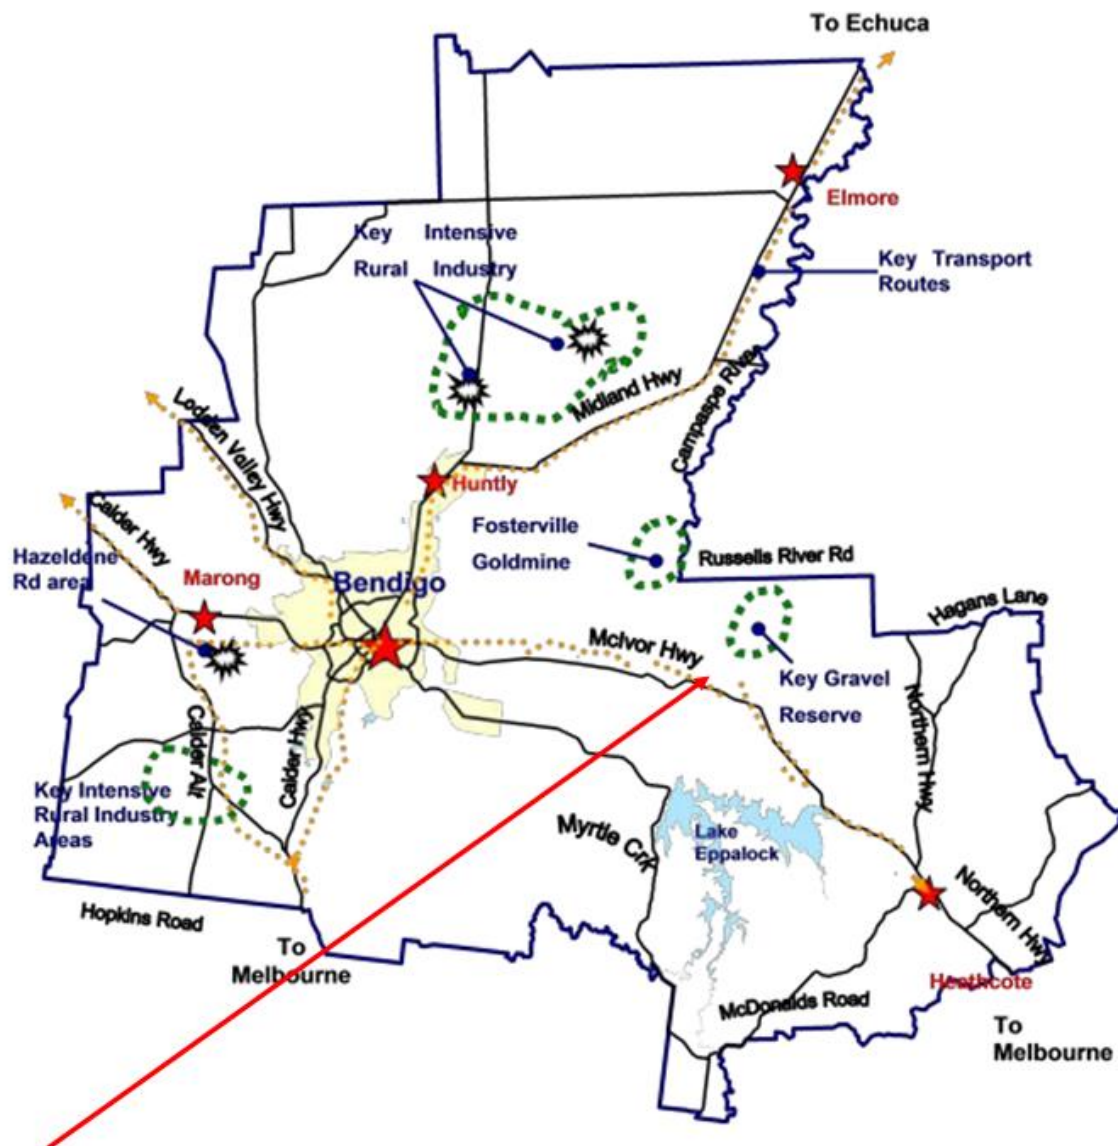 To Echuca
Elmore
Key Intensive
Rural Industry
Key Transport
Routes
Midland Hwy
Campaspe River
Lodden Valley Hwy
Huntly
Calder Hwy
Fosterville
Goldmine
Russells River Rd
Hazeldene
Rd area
Marong
Bendigo
Hagans Lane
McIvor Hwy
Key Gravel
Reserve
Northern Hwy
Calder Alt
Calder Hwy
Key Intensive
Rural Industry
Areas
Myrtle Crk
Lake
Eppalock
Northern Hwy
Hopkins Road
To
Melbourne
Heathcote
McDonalds Road
To
Melbourne